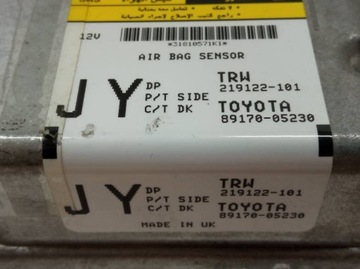 12V
*31810571K1*
AIR BAG SENSOR
JY DP TRW
P/T SIDE 219122-101
C/T DK TOYOTA
89170-05230
JY DP TRW
P/T SIDE 219122-101
C/T DK TOYOTA
89170-05230
MADE IN UK